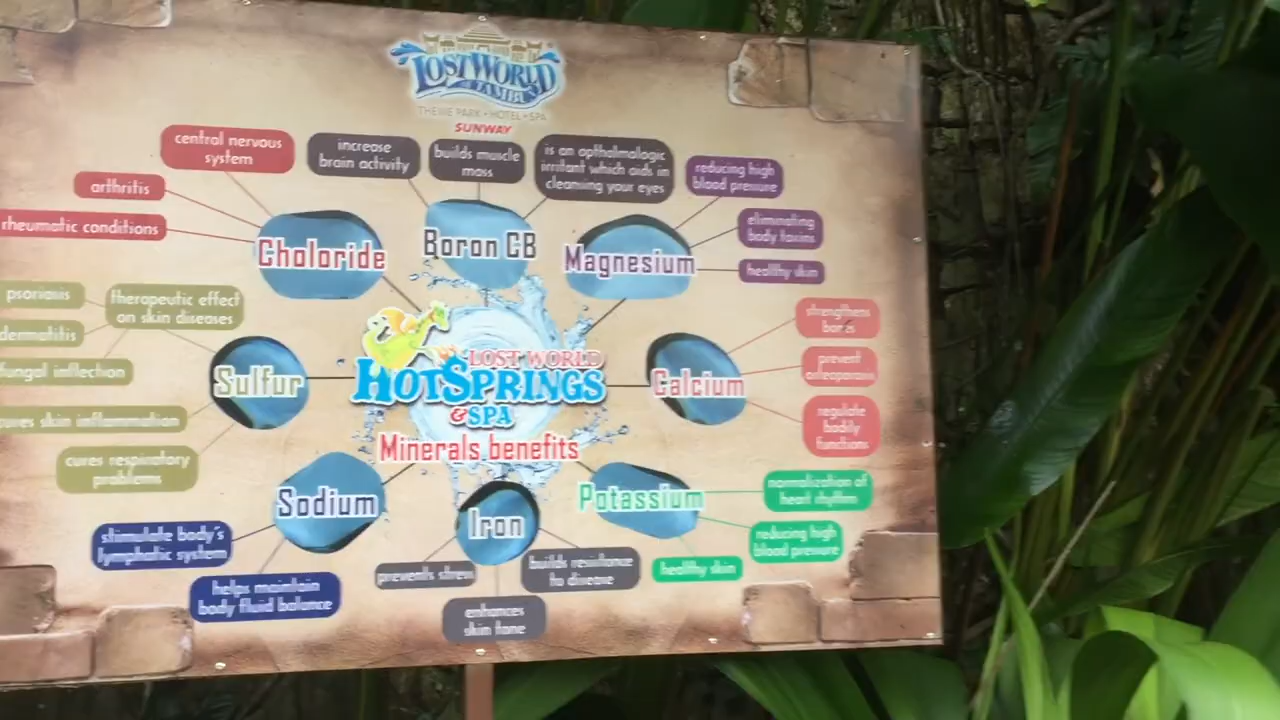 LOST WORLD
OF TAMBUN
THEME PARK • HOTEL • SPA
SUNWAY
central nervous
system
arthritis
rheumatic conditions
Choloride
increase
brain activity
builds muscle
mass
is an opthalmologic
irritant which aids in
cleansing your eyes
Boron CB
reducing high
blood pressure
eliminating
body toxins
healthy skin
Magnesium
psoriasis
therapeutic effect
on skin diseases
dermatitis
fungal inflection
cures skin inflammation
cures respiratory
problems
Sulfur
LOST WORLD
HOTSPRINGS
& SPA
Minerals benefits
strengthens
bones
prevent
osteoporosis
regulate
bodily
functions
Calcium
Sodium
stimulate body's
lymphatic system
helps maintain
body fluid balance
Iron
prevents stress
enhances
skin tone
builds resistance
to disease
Potassium
normalization of
heart rhythm
reducing high
blood pressure
healthy skin